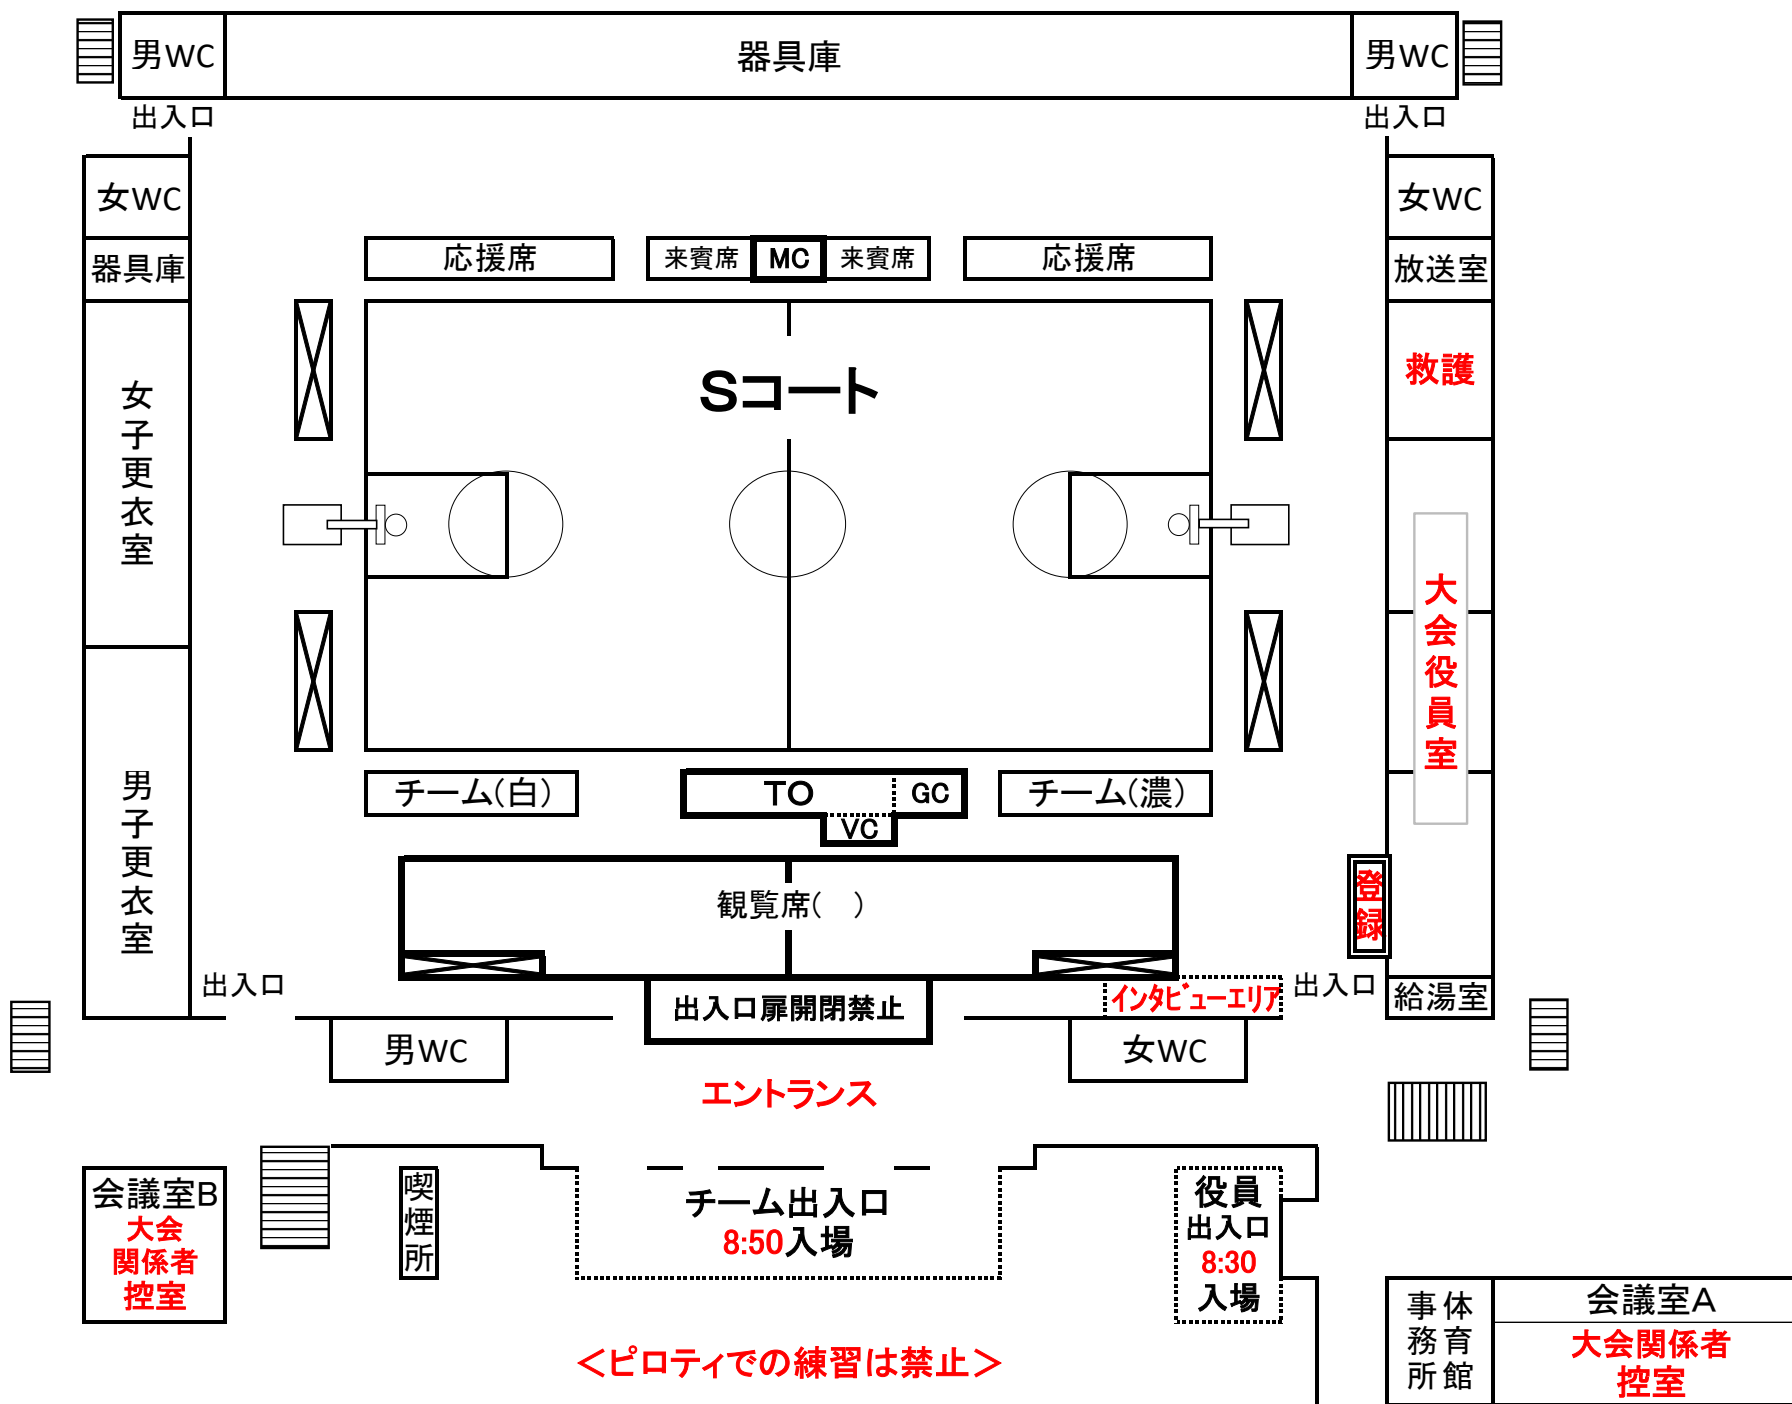 男WC
器具庫
男WC
出入口
出入口
女WC
女WC
応援席
来賓席
MC
来賓席
応援席
器具庫
放送室
Sコート
救護
女子更衣室
大会役員室
男子更衣室
チーム(白)
TO
GC
チーム(濃)
VC
観覧席(　)
登録
出入口
出入口扉開閉禁止
インタビューエリア
出入口
給湯室
男WC
女WC
エントランス
会議室B
大会
関係者
控室
喫煙所
チーム出入口
8:50入場
役員
出入口
8:30
入場
体育館
事務所
会議室A
大会関係者
控室
＜ピロティでの練習は禁止＞